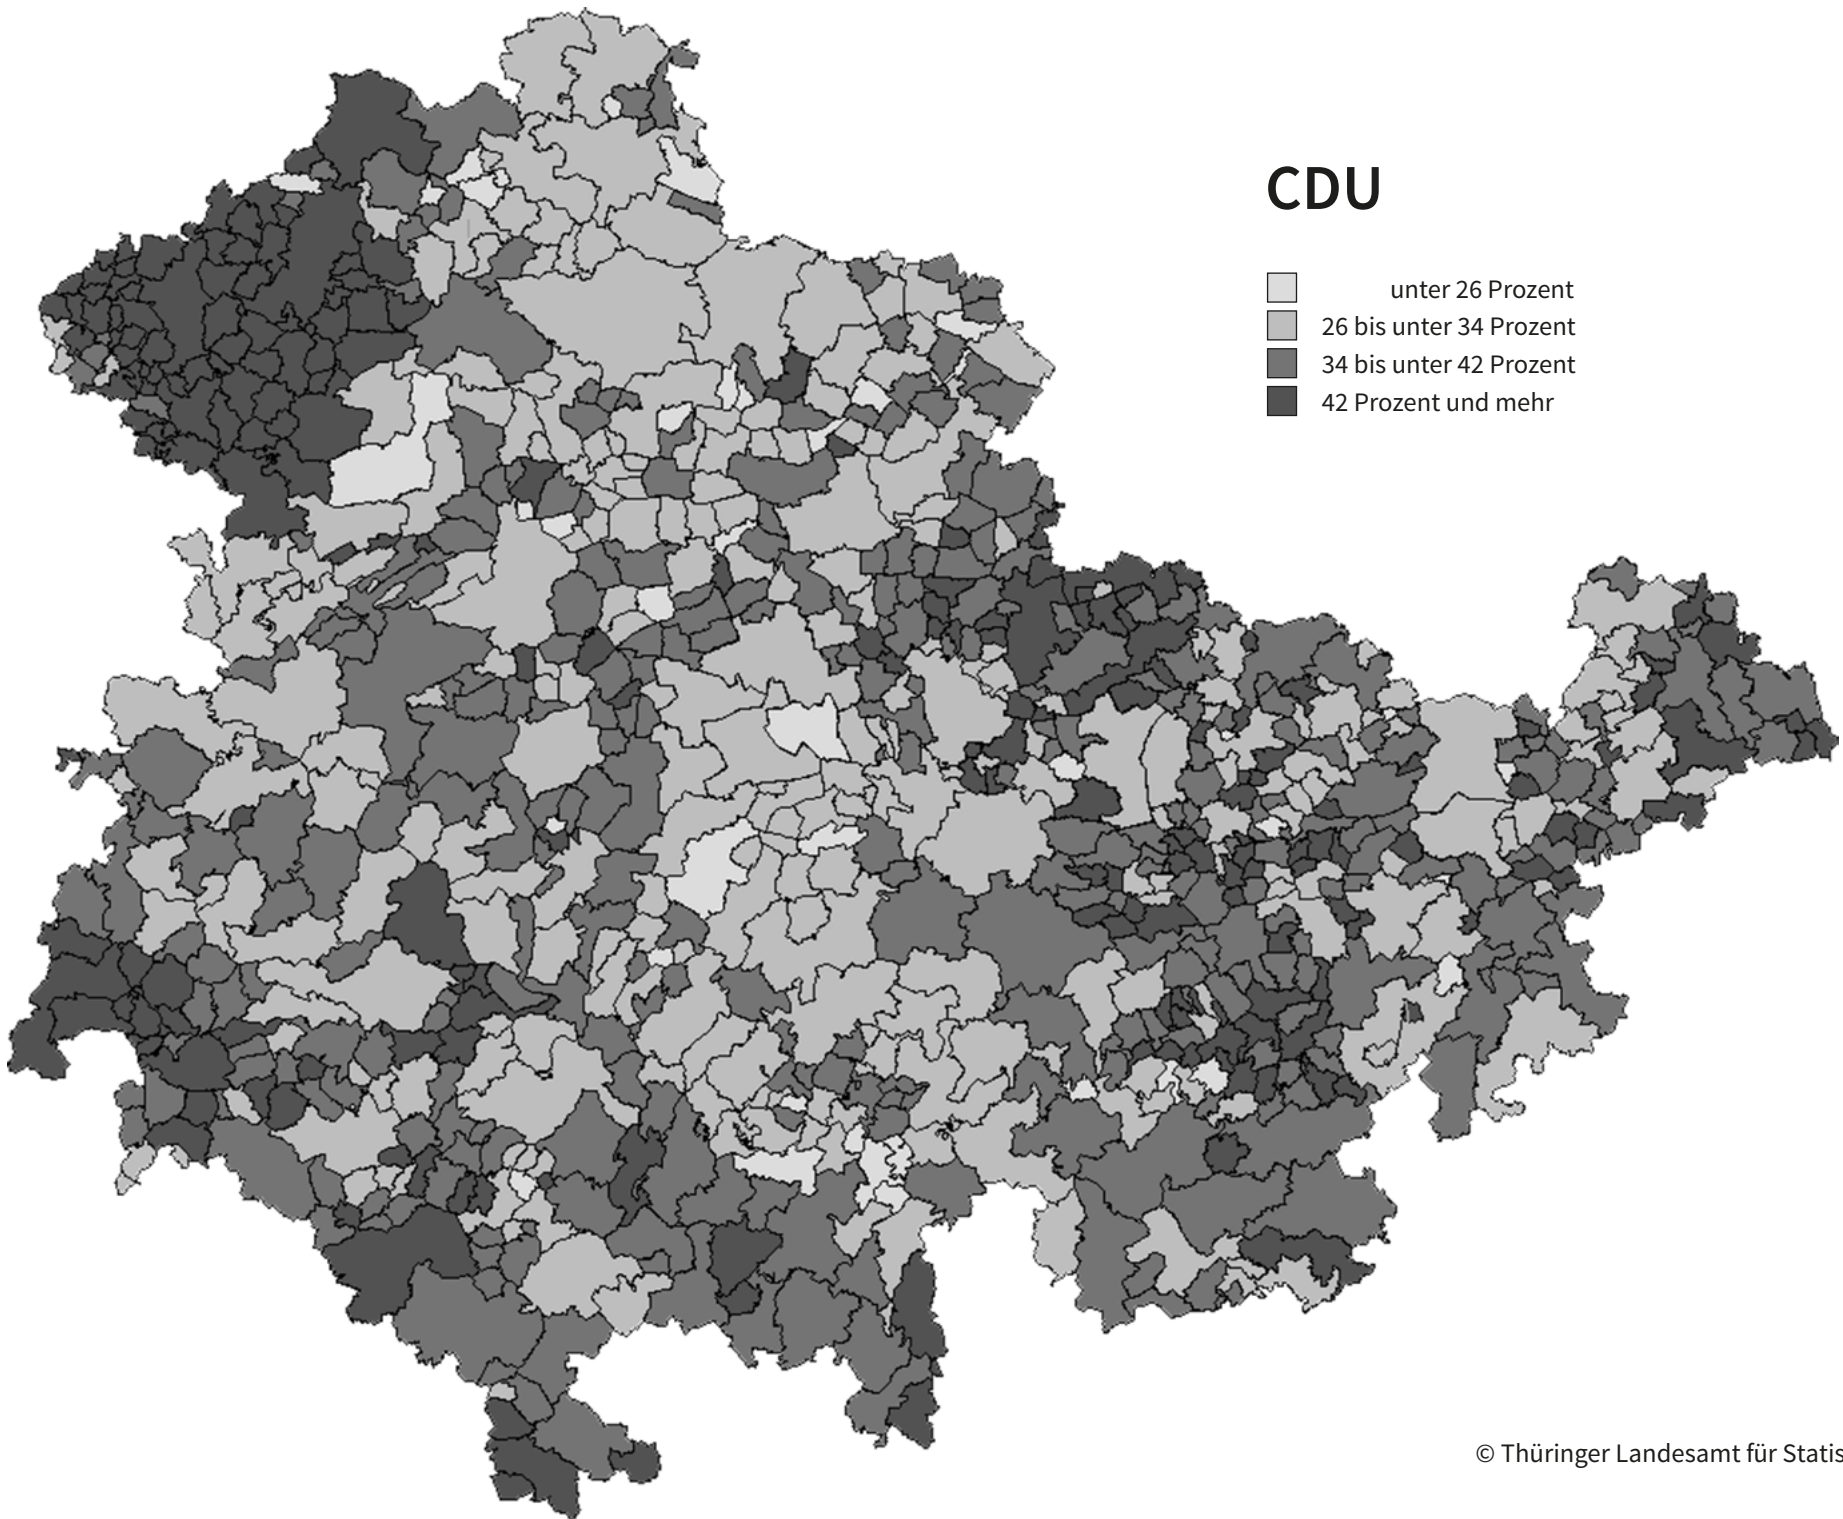 CDU
unter 26 Prozent
26 bis unter 34 Prozent
34 bis unter 42 Prozent
42 Prozent und mehr
© Thüringer Landesamt für Statis